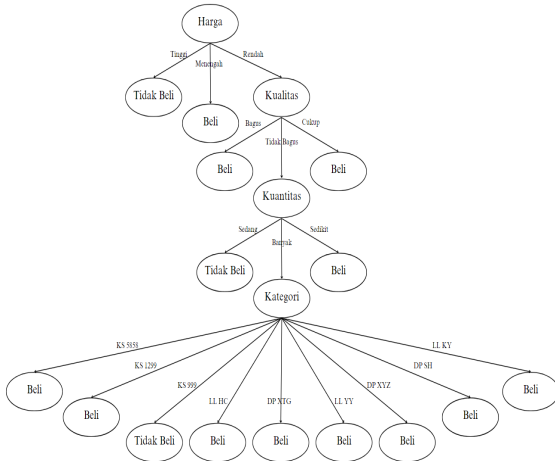 Harga
Tinggi
Menengah
Rendah
Tidak Beli
Beli
Kualitas
Bagus
Tidak Bagus
Cukup
Beli
Beli
Kuantitas
Sedang
Banyak
Sedikit
Tidak Beli
Beli
Kategori
KS 5858
KS 1299
KS 999
LL HC
DP XTG
LL YY
DP XYZ
DP SH
LL KY
Beli
Beli
Tidak Beli
Beli
Beli
Beli
Beli
Beli
Beli